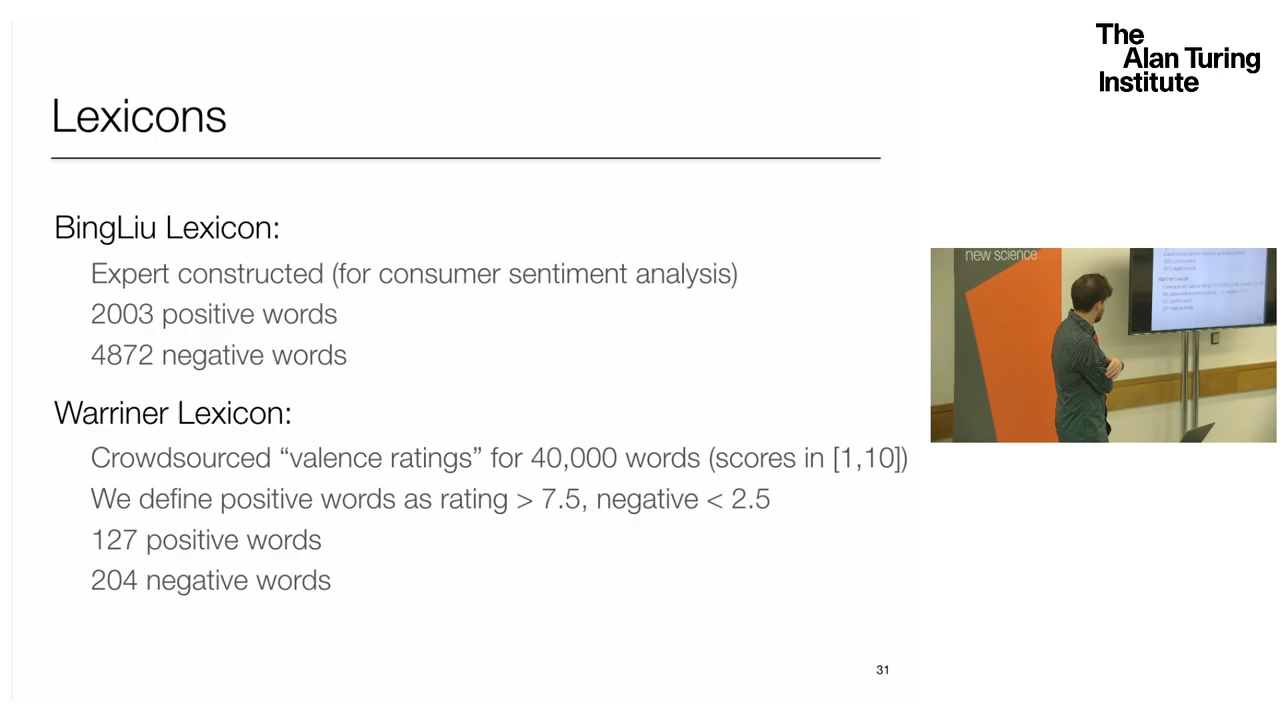 The
Alan Turing
Institute
Lexicons
BingLiu Lexicon:
Expert constructed (for consumer sentiment analysis)
2003 positive words
4872 negative words
Warriner Lexicon:
Crowdsourced “valence ratings” for 40,000 words (scores in [1,10])
We define positive words as rating > 7.5, negative < 2.5
127 positive words
204 negative words
31
new science